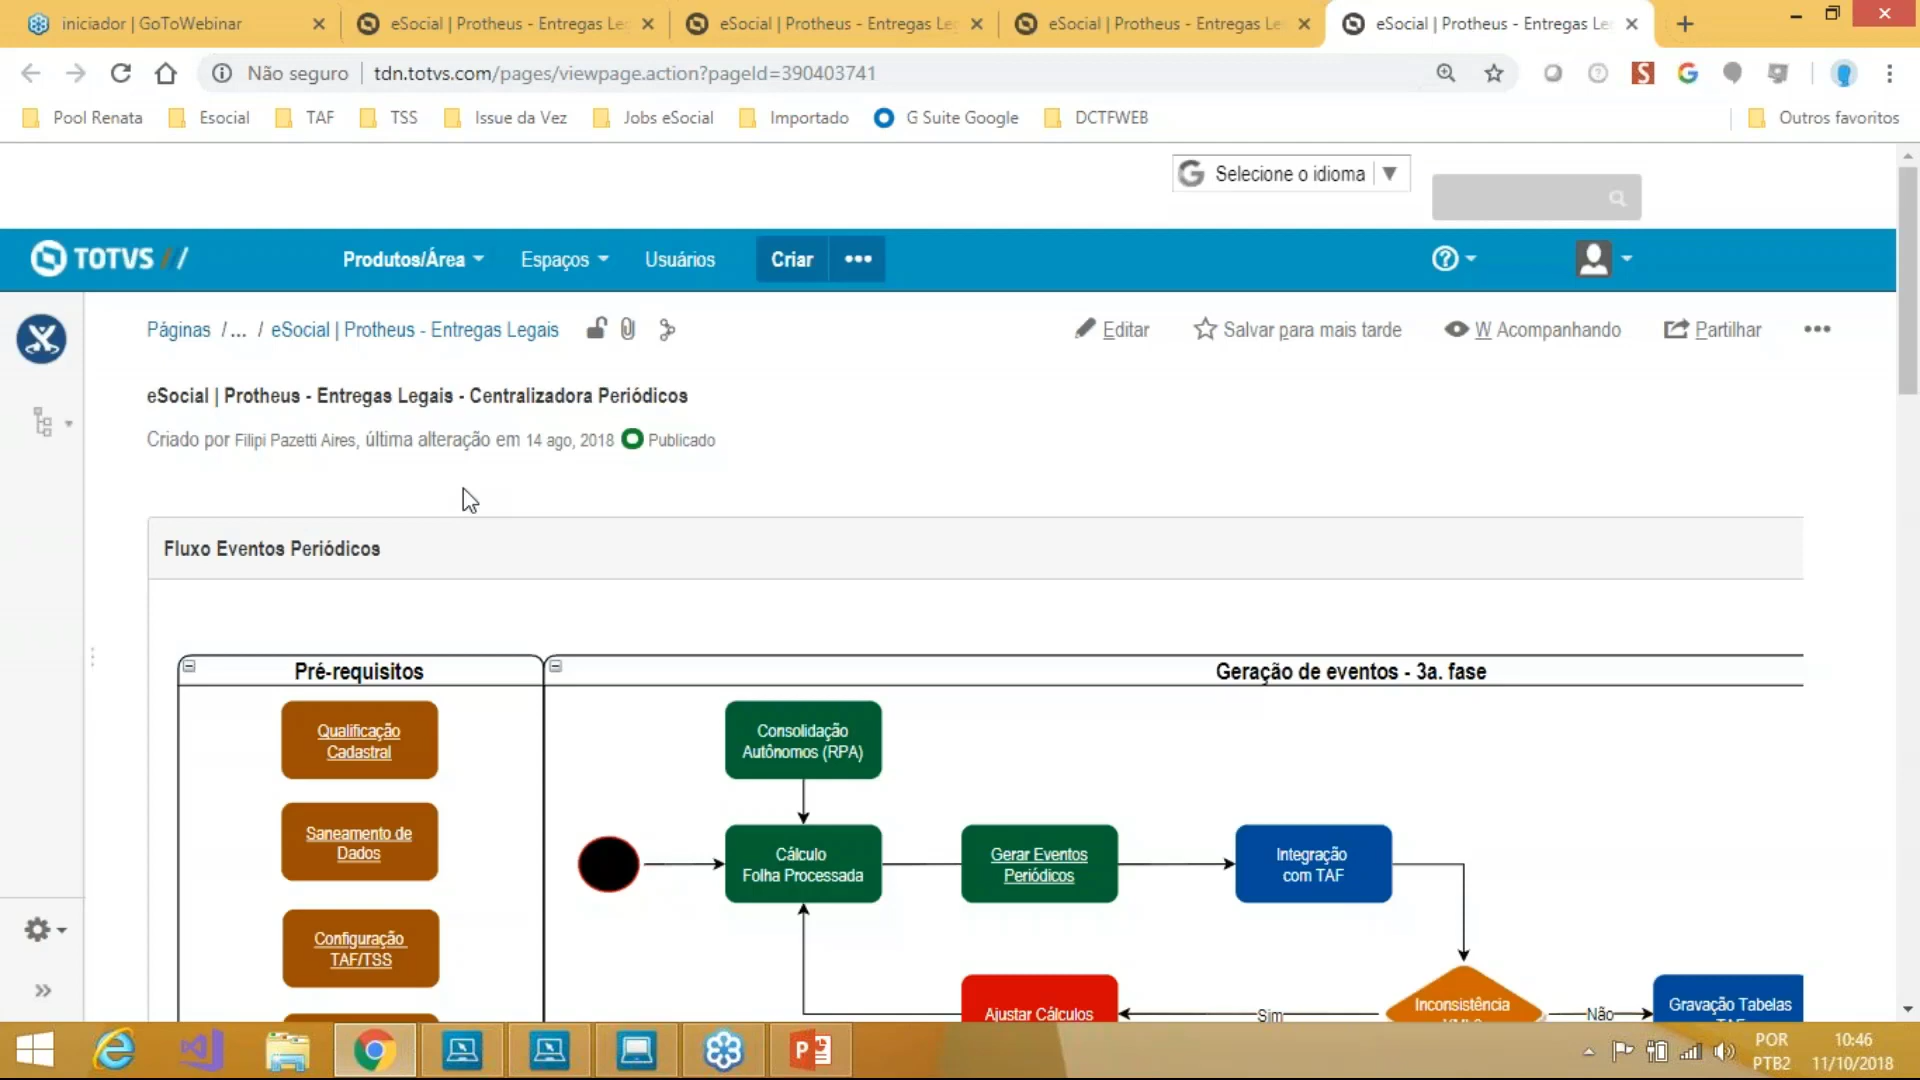 iniciador | GoToWebinar
eSocial | Protheus - Entregas Le
eSocial | Protheus - Entregas Leg
eSocial | Protheus - Entregas Le
eSocial | Protheus - Entregas Le
Não seguro
tdn.totvs.com/pages/viewpage.action?pageId=390403741
Pool Renata
Esocial
TAF
TSS
Issue da Vez
Jobs eSocial
Importado
G Suite Google
DCTFWEB
Outros favoritos
Selecione o idioma
TOTVS
Produtos/Área
Espaços
Usuários
Criar
Páginas /... / eSocial | Protheus - Entregas Legais
Editar
Salvar para mais tarde
W Acompanhando
Partilhar
eSocial | Protheus - Entregas Legais - Centralizadora Periódicos
Criado por Filipi Pazetti Aires, última alteração em 14 ago, 2018 Publicado
Fluxo Eventos Periódicos
Pré-requisitos
Geração de eventos - 3a. fase
Qualificação
Cadastral
Consolidação
Autônomos (RPA)
Saneamento de
Dados
Cálculo
Folha Processada
Gerar Eventos
Periódicos
Integração
com TAF
Configuração
TAF/TSS
Ajustar Cálculos
Sim
Inconsistência
Não
Gravação Tabelas
POR
PTB2
10:46
11/10/2018